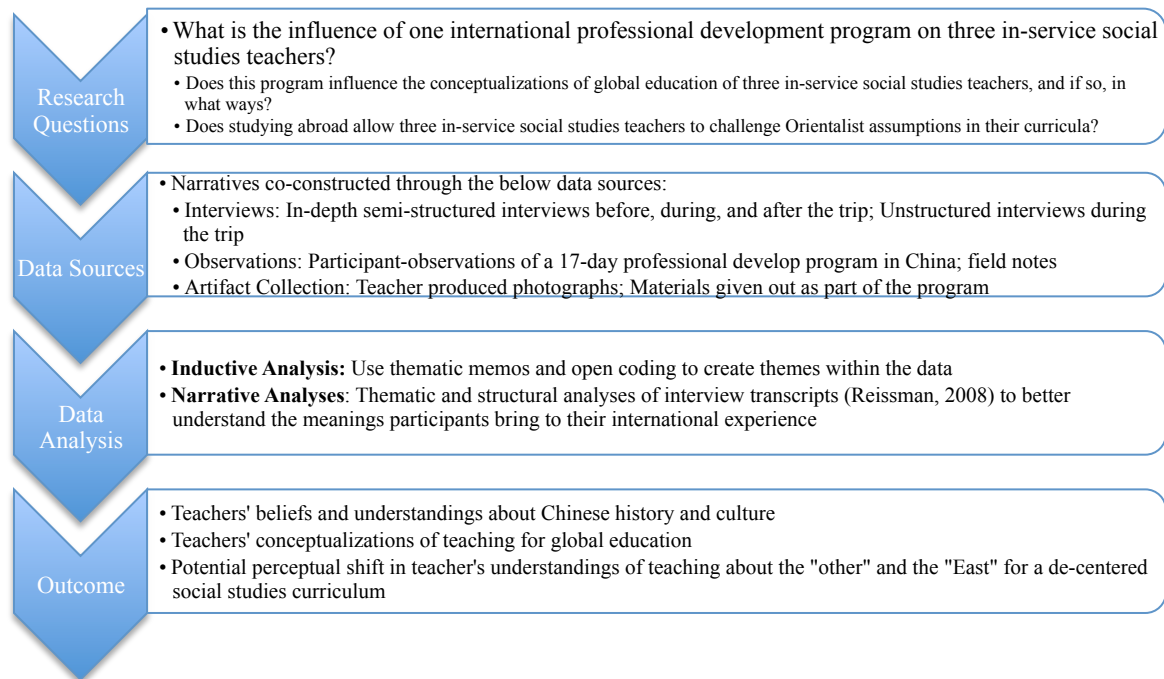 • What is the influence of one international professional development program on three in-service social
studies teachers?
• Does this program influence the conceptualizations of global education of three in-service social studies teachers, and if so, in
what ways?
• Does studying abroad allow three in-service social studies teachers to challenge Orientalist assumptions in their curricula?
Research
Questions
• Narratives co-constructed through the below data sources:
• Interviews: In-depth semi-structured interviews before, during, and after the trip; Unstructured interviews during
the trip
• Observations: Participant-observations of a 17-day professional develop program in China; field notes
• Artifact Collection: Teacher produced photographs; Materials given out as part of the program
Data Sources
• Inductive Analysis: Use thematic memos and open coding to create themes within the data
• Narrative Analyses: Thematic and structural analyses of interview transcripts (Reissman, 2008) to better
understand the meanings participants bring to their international experience
Data
Analysis
• Teachers' beliefs and understandings about Chinese history and culture
• Teachers' conceptualizations of teaching for global education
• Potential perceptual shift in teacher's understandings of teaching about the "other" and the "East" for a de-centered
social studies curriculum
Outcome